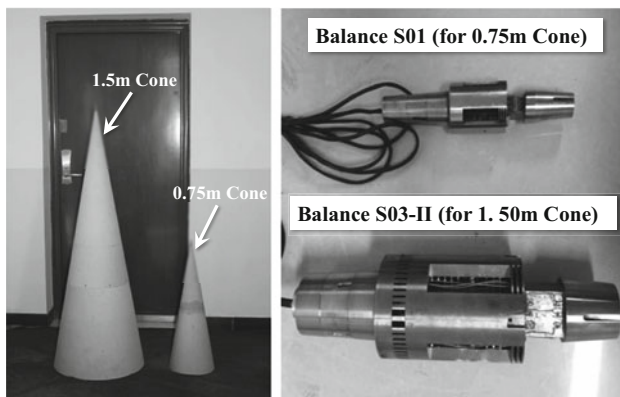 1.5m Cone
0.75m Cone
Balance S01 (for 0.75m Cone)
Balance S03-II (for 1. 50m Cone)